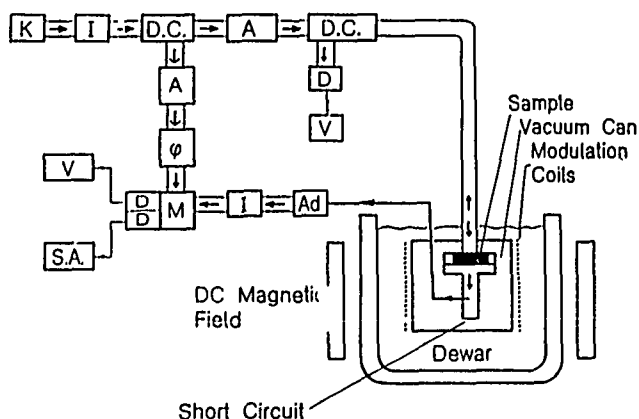 K I D.C. A D.C.
A D
φ V
V D M I Ad
D
S.A.
Sample
Vacuum Can
Modulation
Coils
DC Magnetic
Field
Dewar
Short Circuit